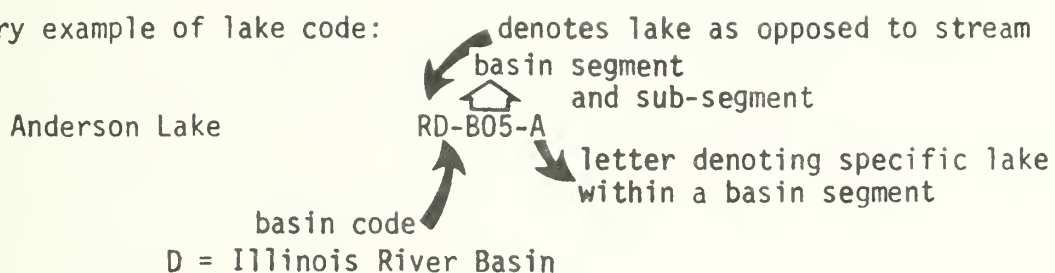 ry example of lake code: denotes lake as opposed to stream
basin segment
and sub-segment
Anderson Lake RD-B05-A
letter denoting specific lake
within a basin segment
basin code
D = Illinois River Basin